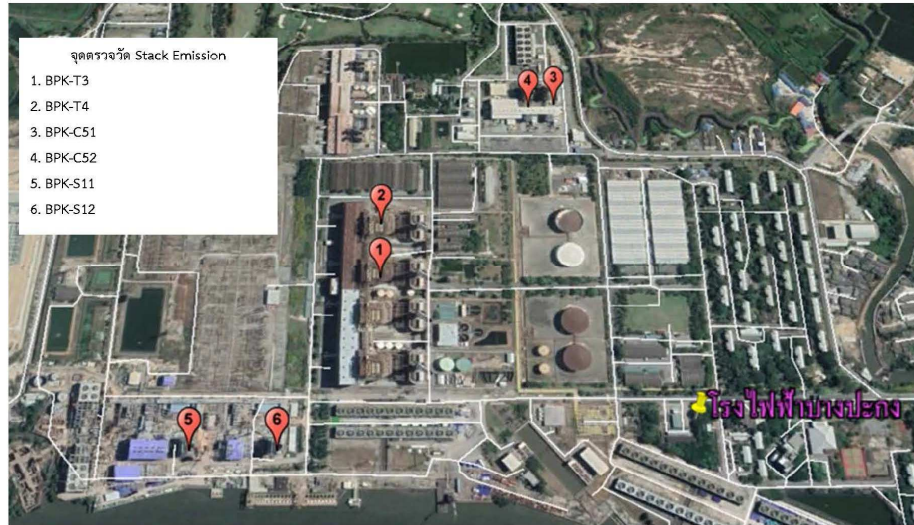 จุดตรวจวัด Stack Emission
1. BPK-T3
2. BPK-T4
3. BPK-C51
4. BPK-C52
5. BPK-S11
6. BPK-S12
4
3
2
1
โรงไฟฟ้าบางปะกง
5
6